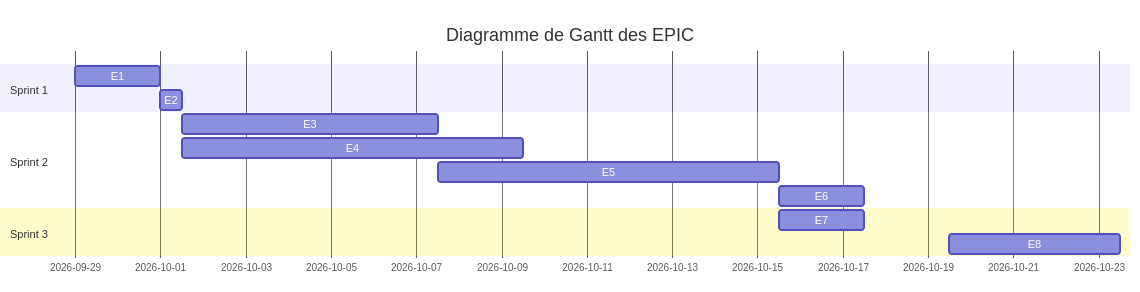 Diagramme de Gantt des EPIC
E1
Sprint 1
E2
E3
E4
Sprint 2
E5
E6
E7
Sprint 3
E8
2026-09-29 2026-10-01 2026-10-03 2026-10-05 2026-10-07 2026-10-09 2026-10-11 2026-10-13 2026-10-15 2026-10-17 2026-10-19 2026-10-21 2026-10-23